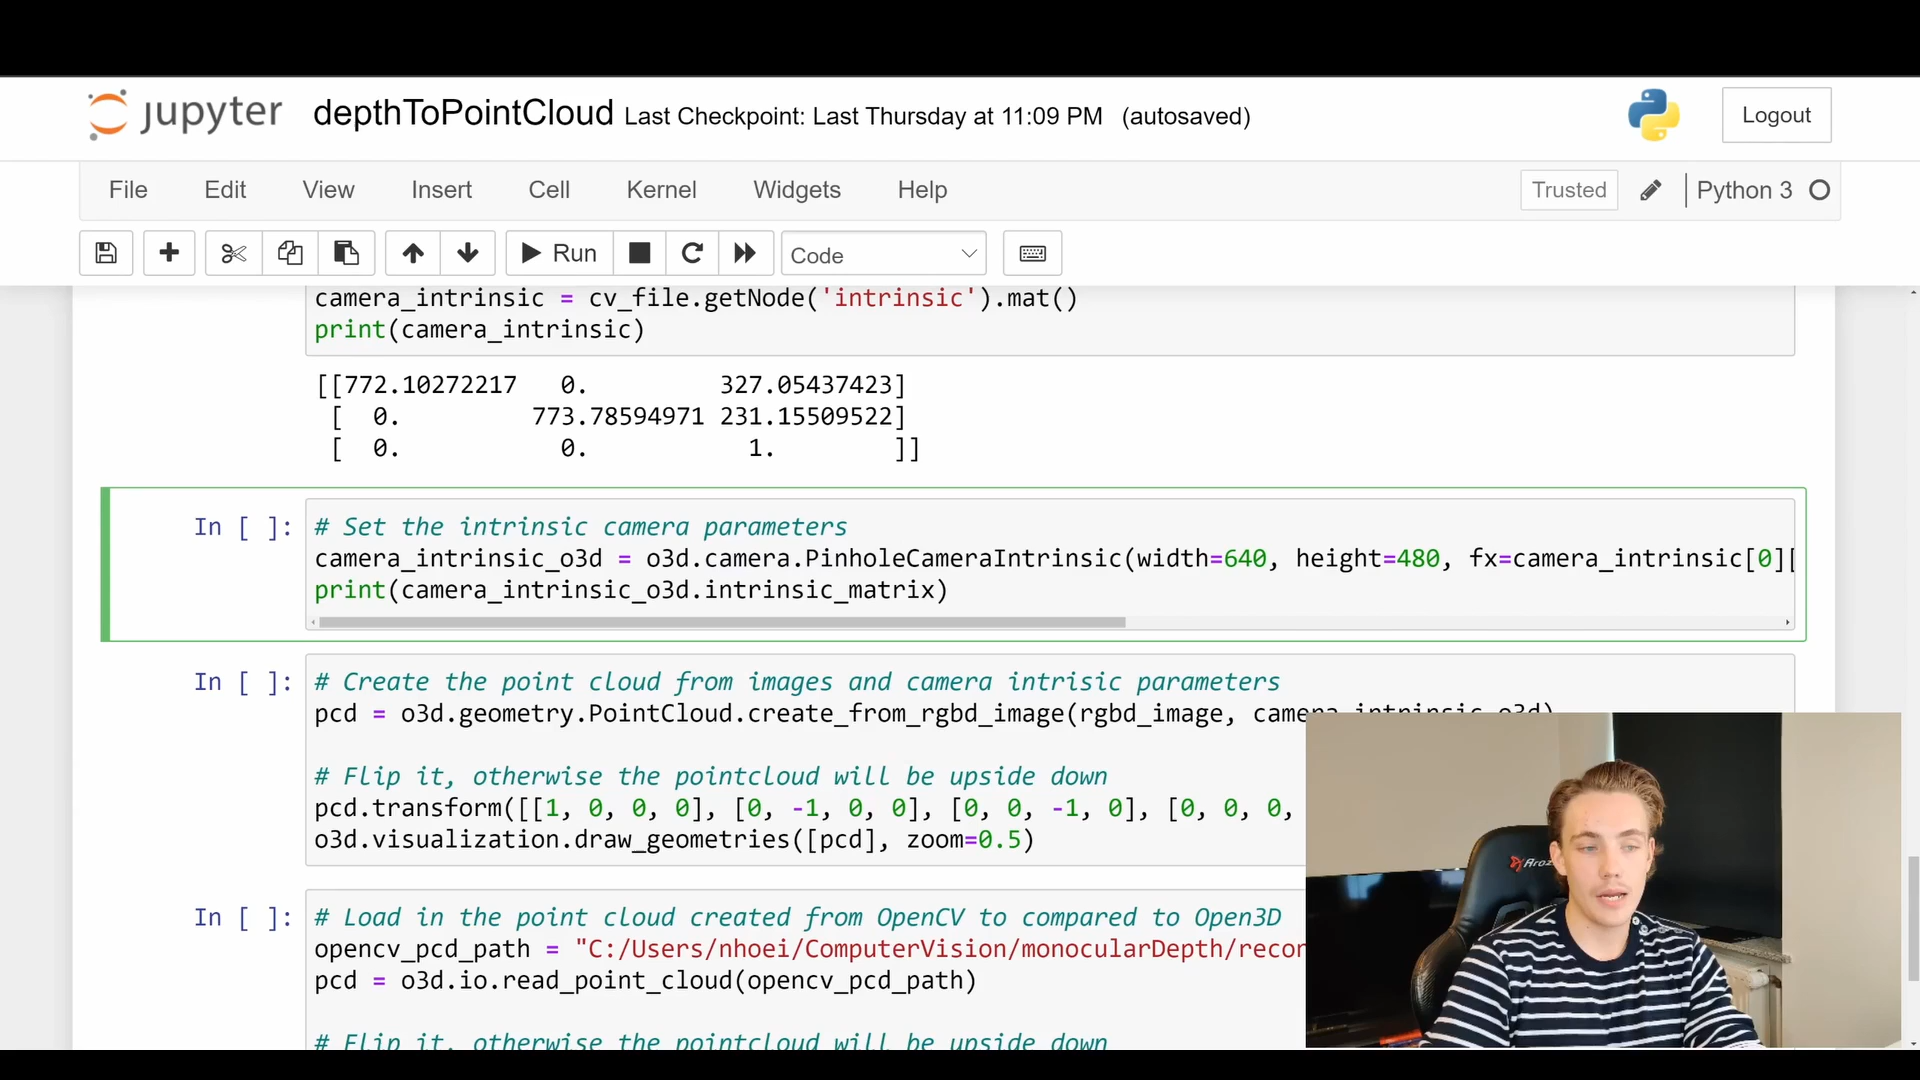 jupyter depthToPointCloud Last Checkpoint: Last Thursday at 11:09 PM (autosaved) Logout
File Edit View Insert Cell Kernel Widgets Help Trusted Python 3
Run Code
camera_intrinsic = cv_file.getNode('intrinsic').mat()
print(camera_intrinsic)
[[772.10272217 0. 327.05437423]
[ 0. 773.78594971 231.15509522]
[ 0. 0. 1. ]]
In [ ]: # Set the intrinsic camera parameters
camera_intrinsic_o3d = o3d.camera.PinholeCameraIntrinsic(width=640, height=480, fx=camera_intrinsic[0][
print(camera_intrinsic_o3d.intrinsic_matrix)
In [ ]: # Create the point cloud from images and camera intrisic parameters
pcd = o3d.geometry.PointCloud.create_from_rgbd_image(rgbd_image, camera_intrinsic_o3d)
# Flip it, otherwise the pointcloud will be upside down
pcd.transform([[1, 0, 0, 0], [0, -1, 0, 0], [0, 0, -1, 0], [0, 0, 0,
o3d.visualization.draw_geometries([pcd], zoom=0.5)
In [ ]: # Load in the point cloud created from OpenCV to compared to Open3D
opencv_pcd_path = "C:/Users/nhoei/ComputerVision/monocularDepth/recon
pcd = o3d.io.read_point_cloud(opencv_pcd_path)
# Flip it, otherwise the pointcloud will be upside down